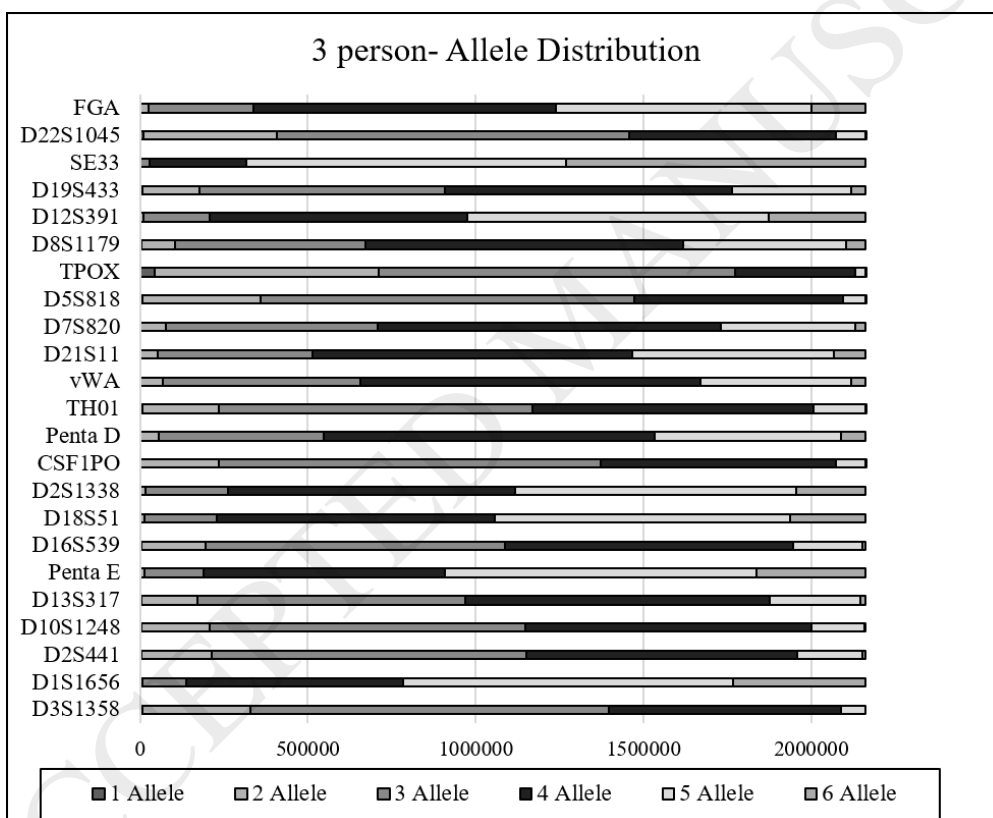 3 person- Allele Distribution
FGA
D22S1045
SE33
D19S433
D12S391
D8S1179
TPOX
D5S818
D7S820
D21S11
vWA
TH01
Penta D
CSF1PO
D2S1338
D18S51
D16S539
Penta E
D13S317
D10S1248
D2S441
D1S1656
D3S1358
0 500000 1000000 1500000 2000000
1 Allele 2 Allele 3 Allele 4 Allele 5 Allele 6 Allele
CCEPTED MANUSC